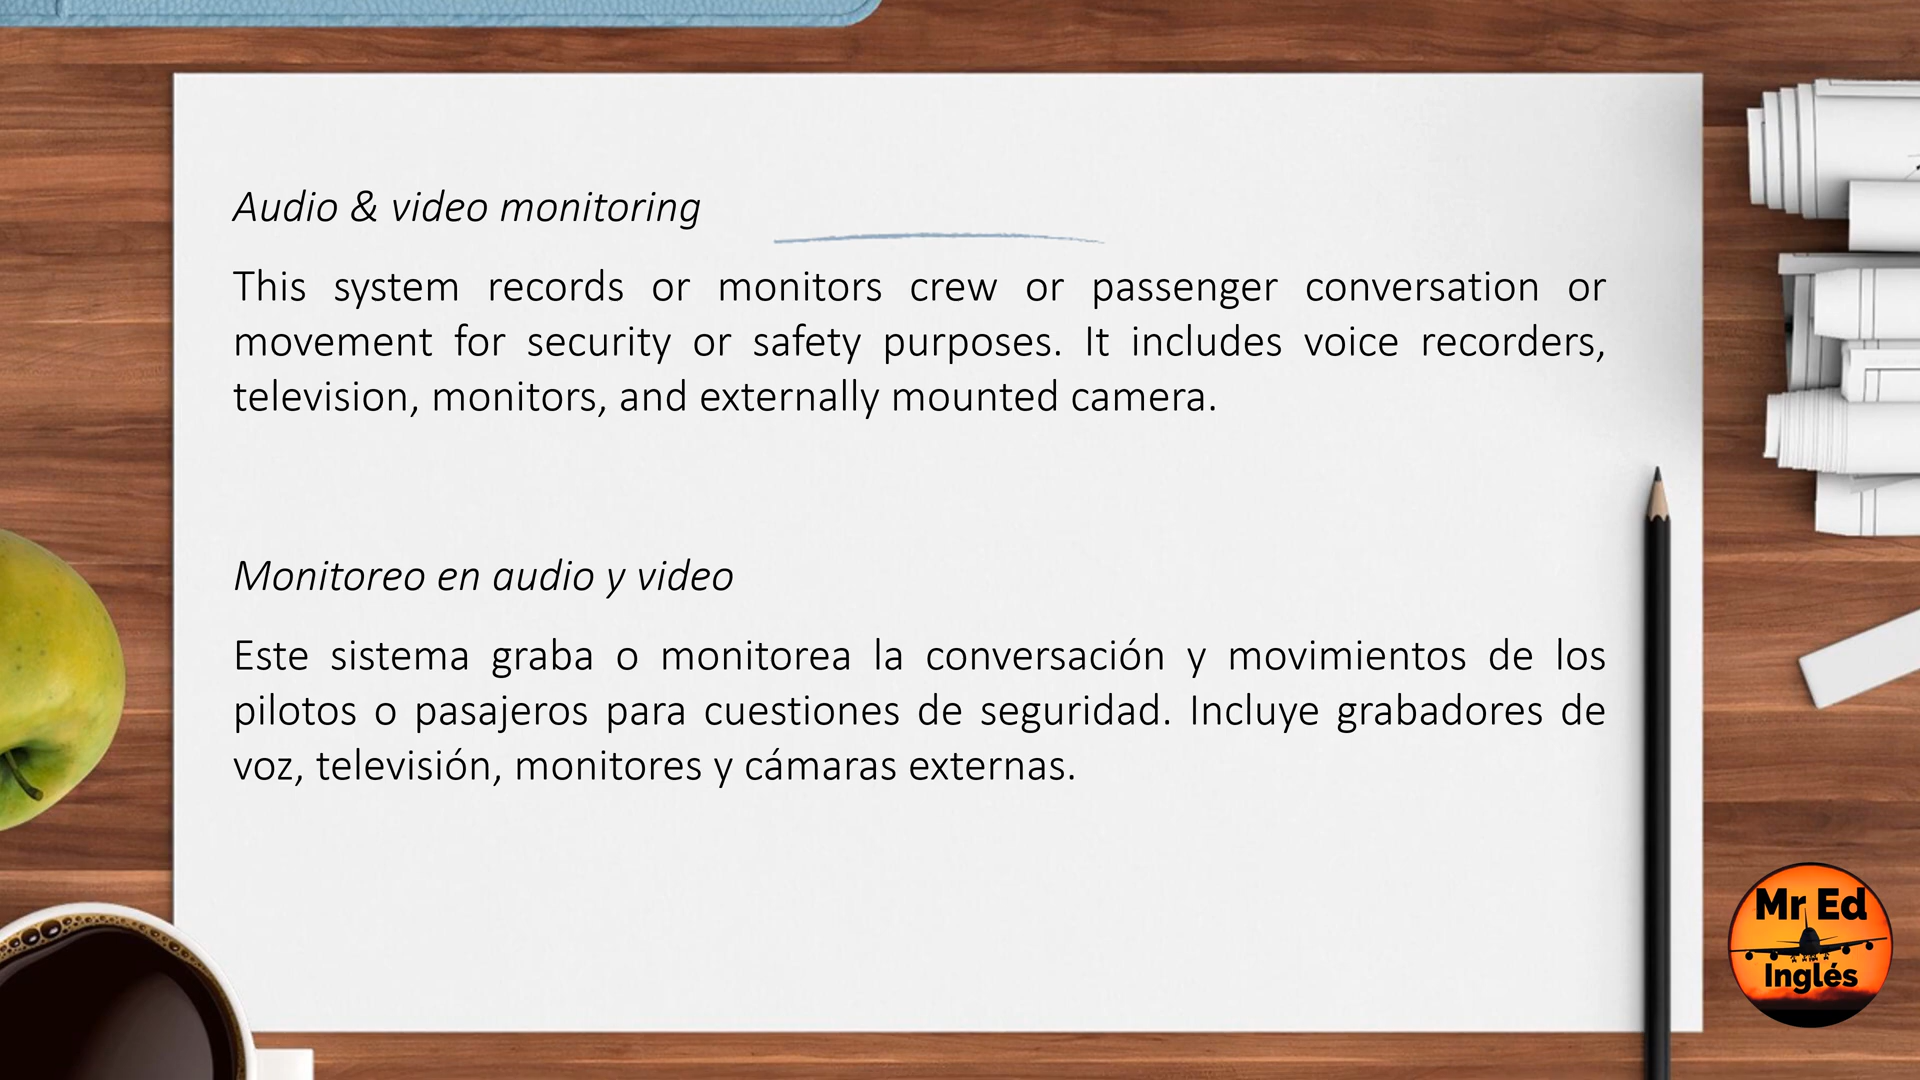 Audio & video monitoring
This system records or monitors crew or passenger conversation or
movement for security or safety purposes. It includes voice recorders,
television, monitors, and externally mounted camera.
Monitoreo en audio y video
Este sistema graba o monitorea la conversación y movimientos de los
pilotos o pasajeros para cuestiones de seguridad. Incluye grabadores de
voz, televisión, monitores y cámaras externas.
Mr Ed
Inglés